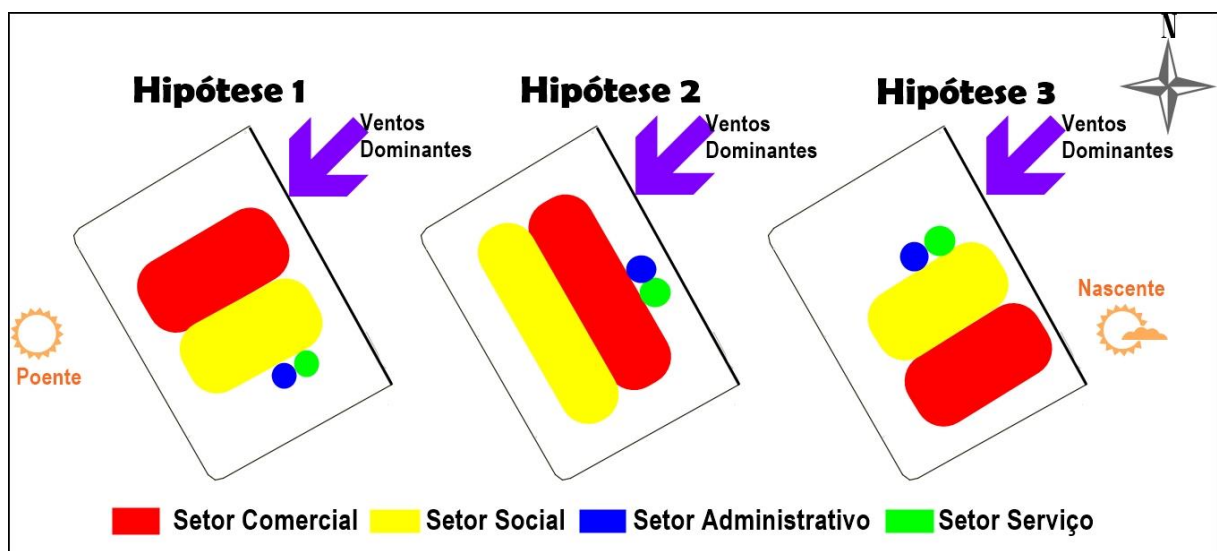 N
Hipótese 1
Hipótese 2
Hipótese 3
Ventos
Dominantes
Ventos
Dominantes
Ventos
Dominantes
Nascente
Poente
Setor Comercial
Setor Social
Setor Administrativo
Setor Serviço